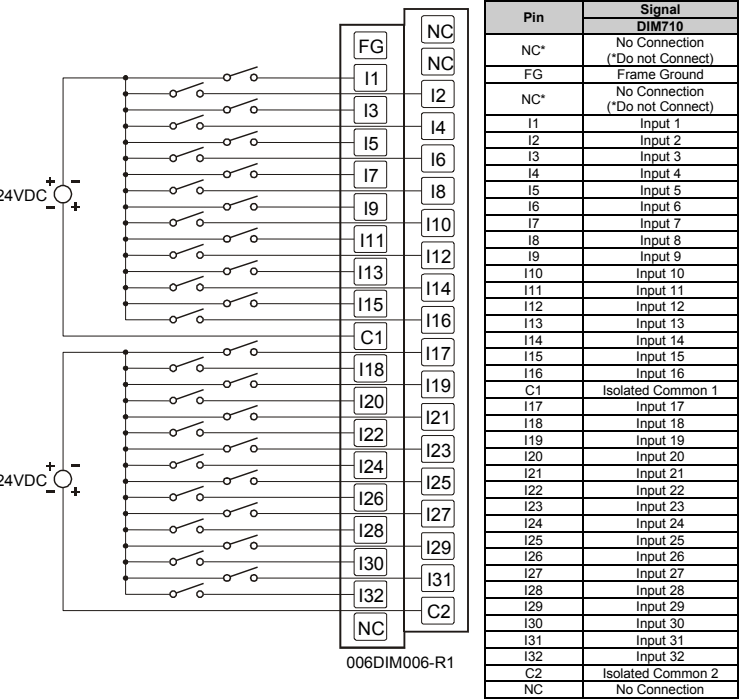 NC
FG
NC
I1
I2
I3
I4
I5
I6
I7
I8
I9
I10
I11
I12
I13
I14
I15
I16
C1
I17
I18
I19
I20
I21
I22
I23
I24
I25
I26
I27
I28
I29
I30
I31
I32
C2
NC
+ -
24VDC
- +
+ -
24VDC
- +
006DIM006-R1
Pin Signal
DIM710
NC* No Connection
(*Do not Connect)
FG Frame Ground
NC* No Connection
(*Do not Connect)
I1 Input 1
I2 Input 2
I3 Input 3
I4 Input 4
I5 Input 5
I6 Input 6
I7 Input 7
I8 Input 8
I9 Input 9
I10 Input 10
I11 Input 11
I12 Input 12
I13 Input 13
I14 Input 14
I15 Input 15
I16 Input 16
C1 Isolated Common 1
I17 Input 17
I18 Input 18
I19 Input 19
I20 Input 20
I21 Input 21
I22 Input 22
I23 Input 23
I24 Input 24
I25 Input 25
I26 Input 26
I27 Input 27
I28 Input 28
I29 Input 29
I30 Input 30
I31 Input 31
I32 Input 32
C2 Isolated Common 2
NC No Connection